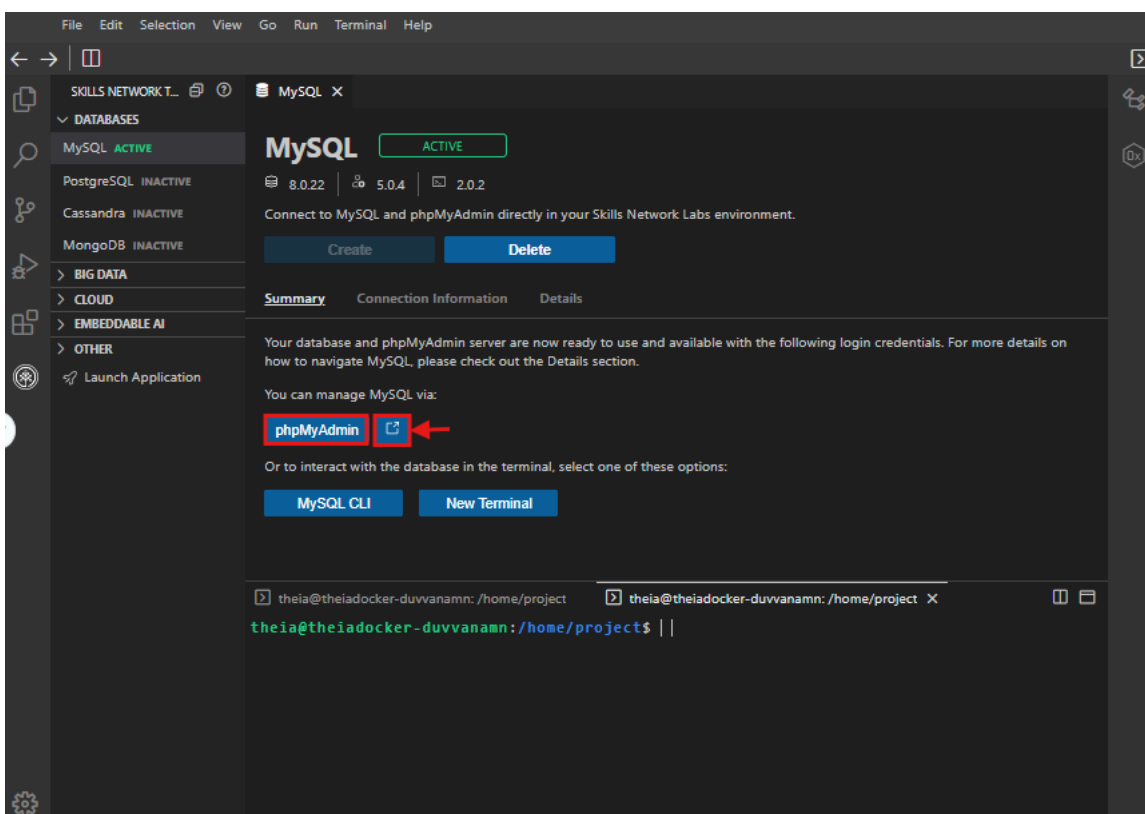 File Edit Selection View Go Run Terminal Help
SKILLS NETWORK T...
DATABASES
MySQL ACTIVE
PostgreSQL INACTIVE
Cassandra INACTIVE
MongoDB INACTIVE
BIG DATA
CLOUD
EMBEDDABLE AI
OTHER
Launch Application
MySQL
MySQL ACTIVE
8.0.22 5.0.4 2.0.2
Connect to MySQL and phpMyAdmin directly in your Skills Network Labs environment.
Create Delete
Summary Connection Information Details
Your database and phpMyAdmin server are now ready to use and available with the following login credentials. For more details on
how to navigate MySQL, please check out the Details section.
You can manage MySQL via:
phpMyAdmin
Or to interact with the database in the terminal, select one of these options:
MySQL CLI New Terminal
theia@theiadocker-duvvanamn: /home/project theia@theiadocker-duvvanamn: /home/project
theia@theiadocker-duvvanamn:/home/project$